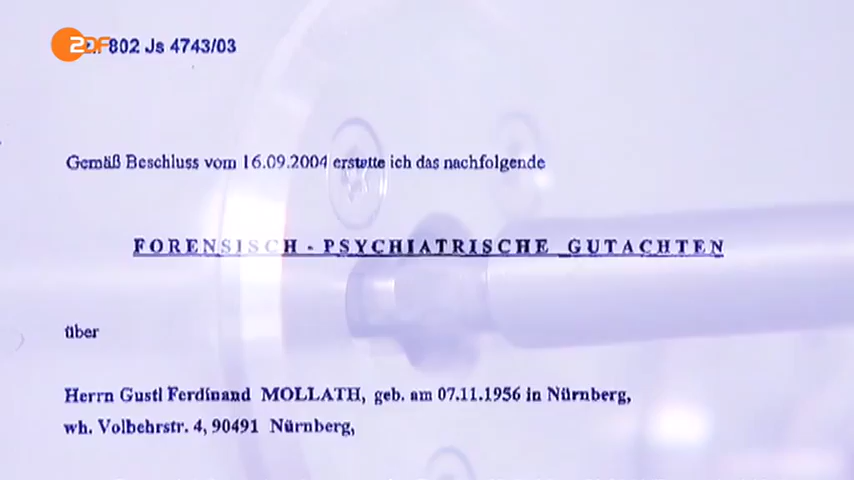 ZDF
802 Js 4743/03
Gemäß Beschluss vom 16.09.2004 erstatte ich das nachfolgende
FORENSISCH - PSYCHIATRISCHE GUTACHTEN
über
Herrn Gustl Ferdinand MOLLATH, geb. am 07.11.1956 in Nürnberg,
wh. Volbehrstr. 4, 90491 Nürnberg,